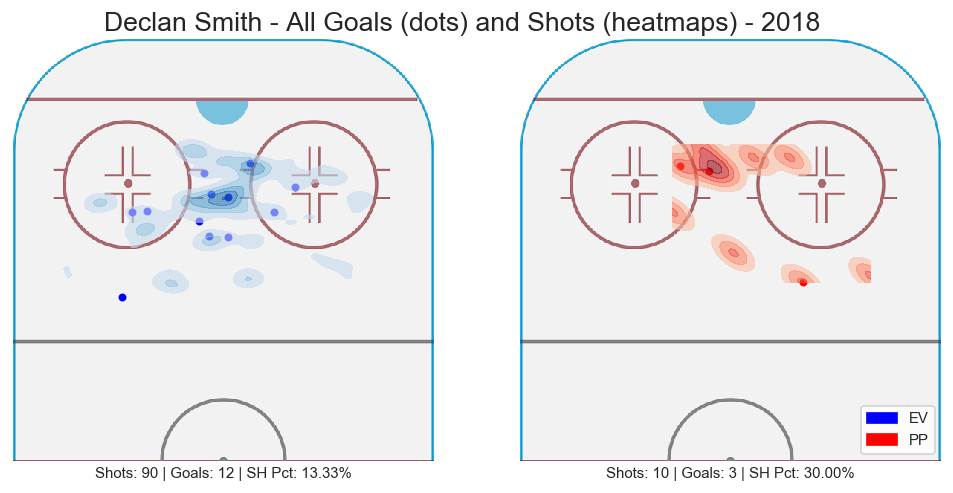 Declan Smith - All Goals (dots) and Shots (heatmaps) - 2018
EV
PP
Shots: 90 | Goals: 12 | SH Pct: 13.33%
Shots: 10 | Goals: 3 | SH Pct: 30.00%